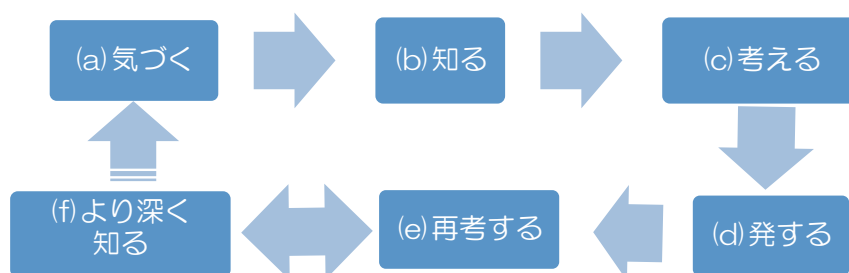 (a)気づく
(b)知る
(c)考える
(d)発する
(e)再考する
(f)より深く
知る